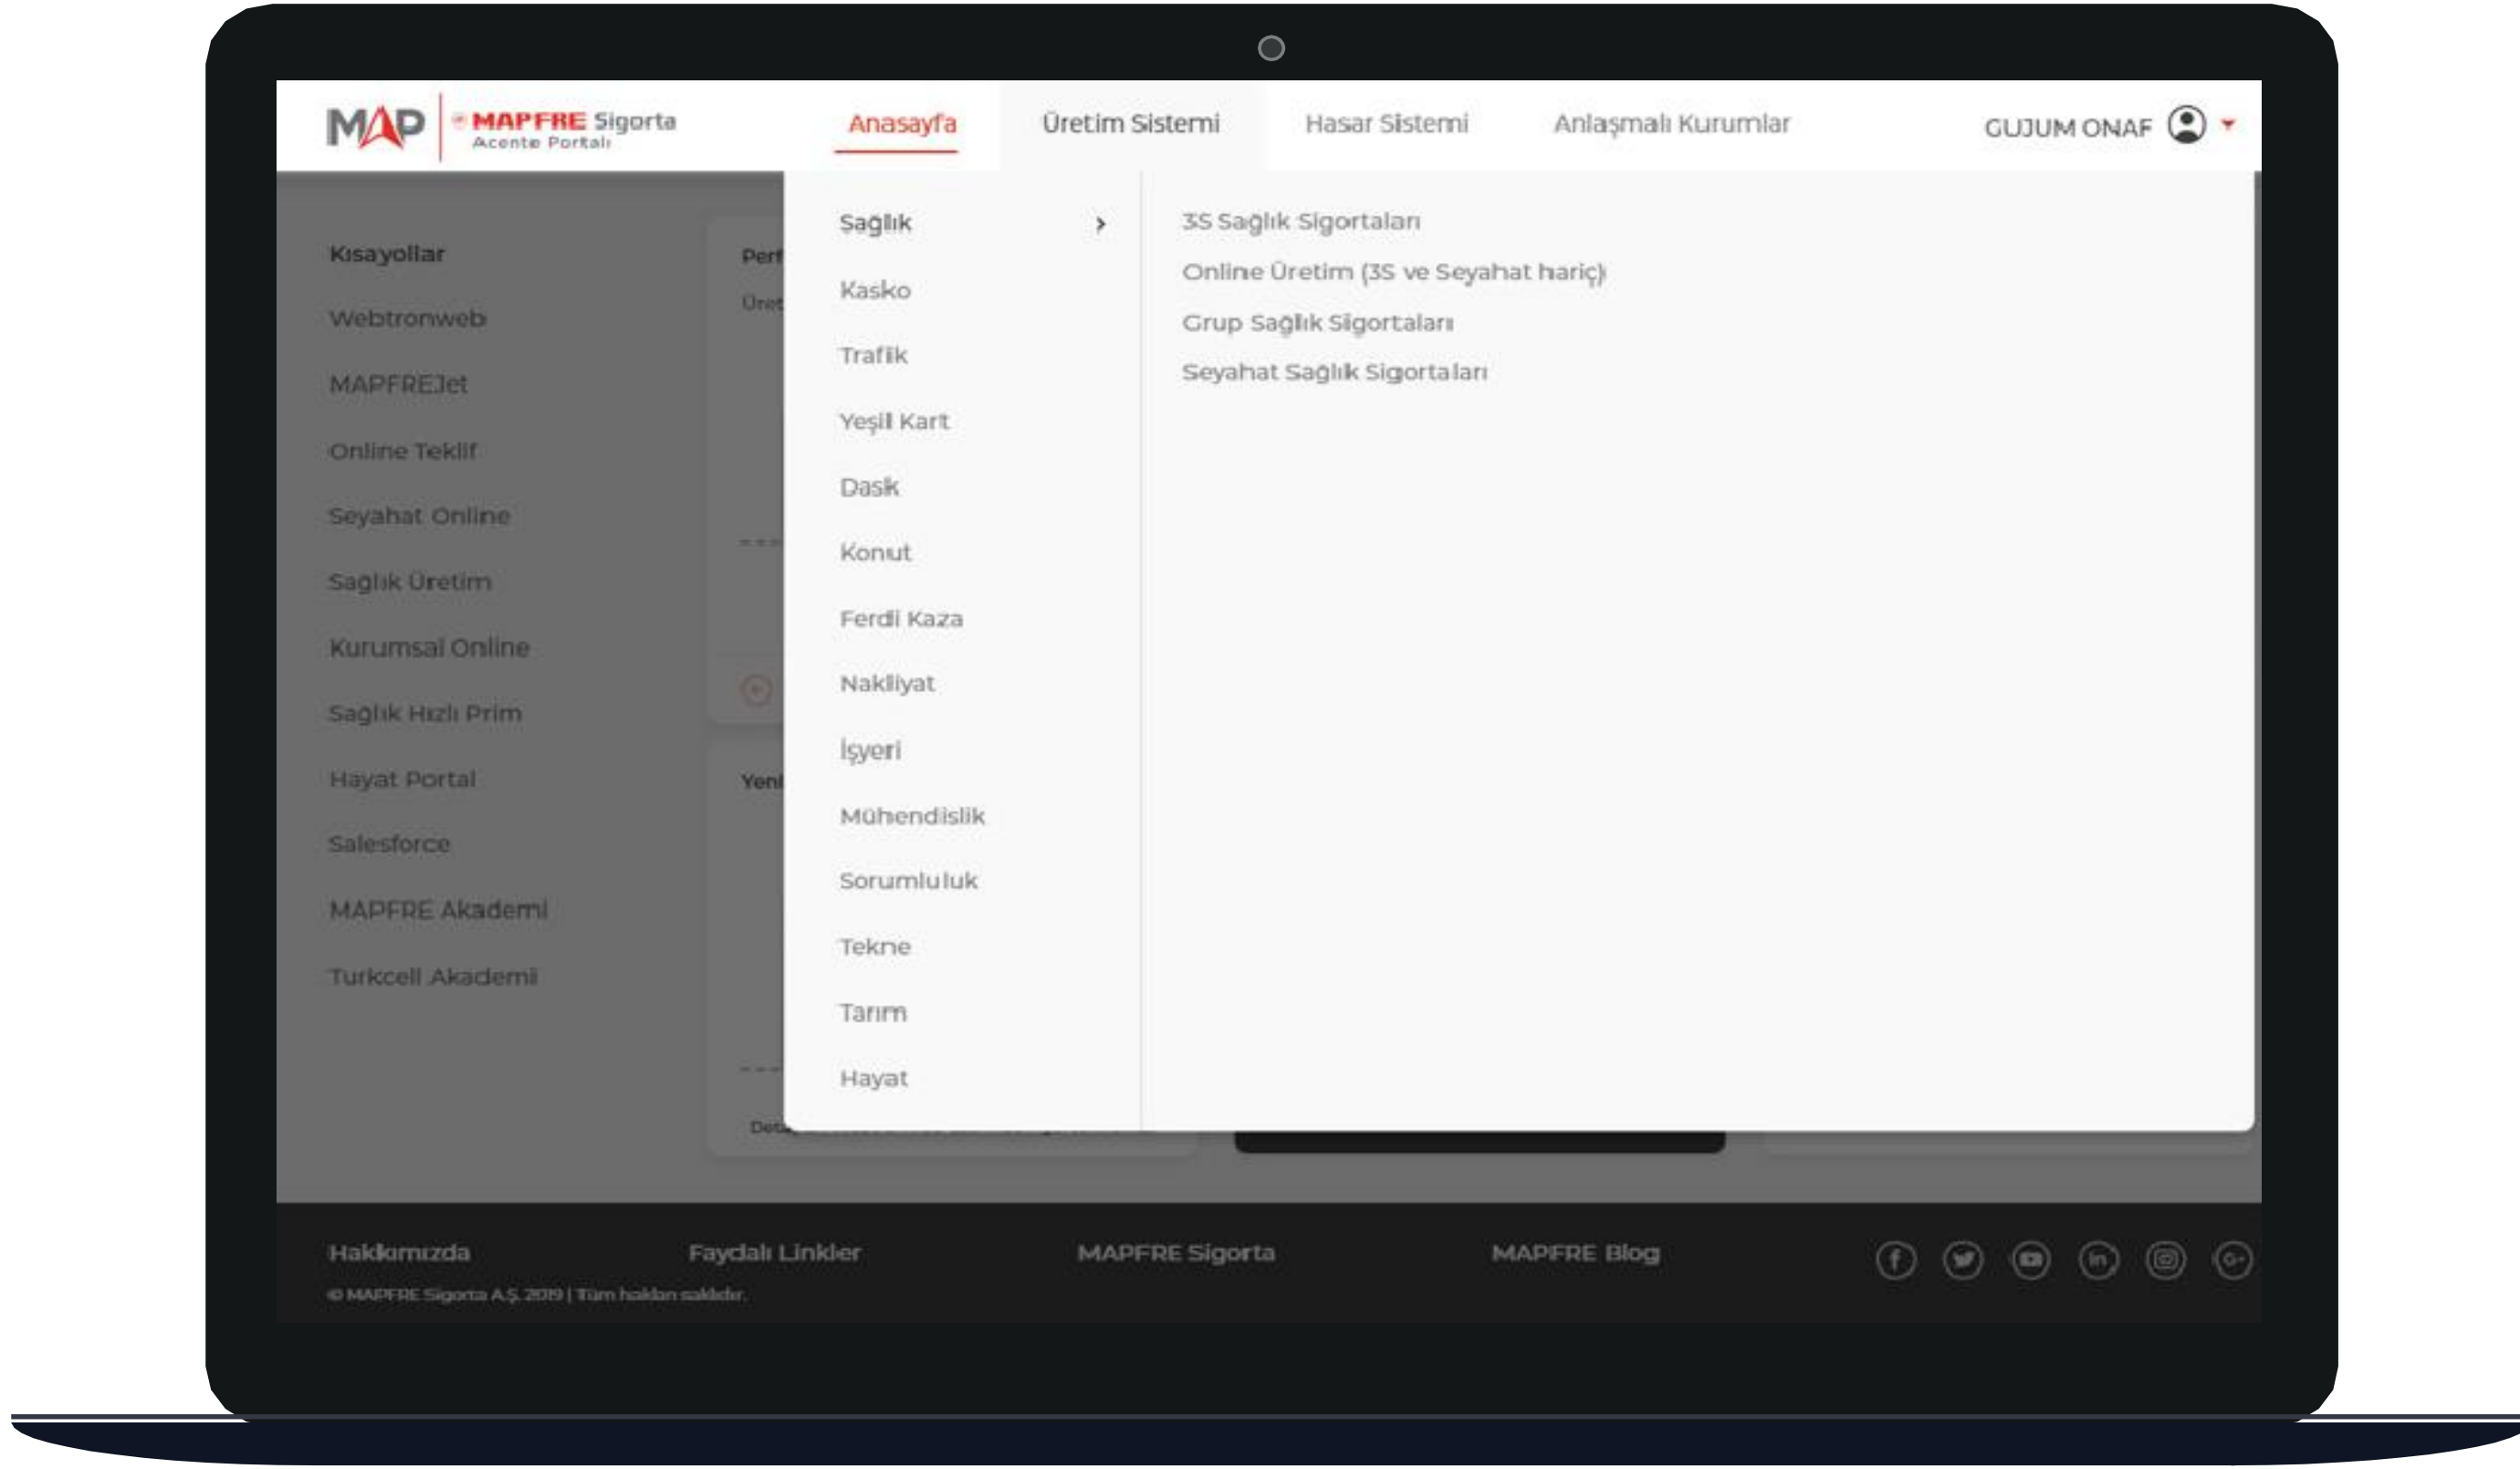 MAP MAPFRE Sigorta
Acente Portalı
Anasayfa Üretim Sistemi Hasar Sistemi Anlaşmalı Kurumlar GUJUM ONAF
Kısayollar
Webtronweb
MAPFREJet
Online Teklif
Seyahat Online
Sağlık Üretim
Kurumsal Online
Sağlık Hızlı Prim
Hayat Portal
Salesforce
MAPFRE Akademi
Turkcell Akademi
Perf
Üret
Yeni
Sağlık
Kasko
Trafik
Yeşil Kart
Dask
Konut
Ferdi Kaza
Nakliyat
İşyeri
Mühendislik
Sorumluluk
Tekne
Tarım
Hayat
3S Sağlık Sigortaları
Online Üretim (3S ve Seyahat hariç)
Grup Sağlık Sigortaları
Seyahat Sağlık Sigortaları
Hakkımızda Faydalı Linkler MAPFRE Sigorta MAPFRE Blog
© MAPFRE Sigorta A.Ş. 2019 | Tüm hakları saklıdır.